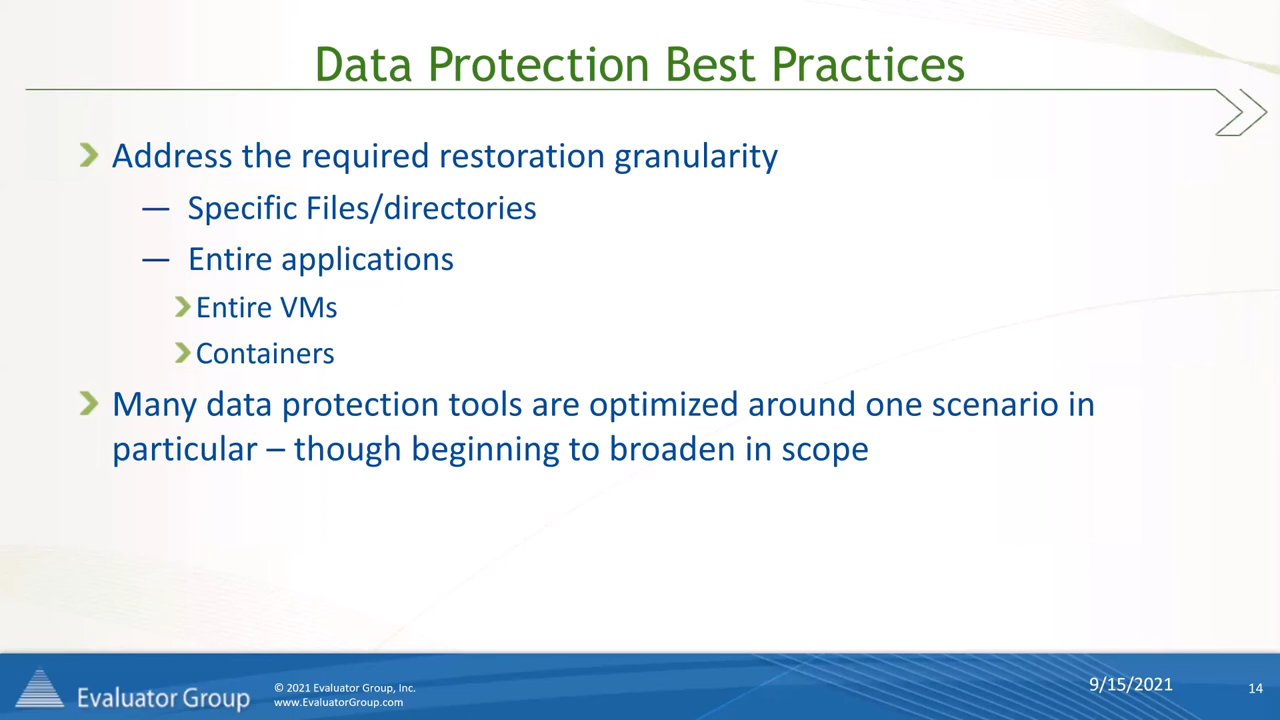 Data Protection Best Practices
Address the required restoration granularity
— Specific Files/directories
— Entire applications
Entire VMs
Containers
Many data protection tools are optimized around one scenario in
particular – though beginning to broaden in scope
Evaluator Group
© 2021 Evaluator Group, Inc.
www.EvaluatorGroup.com
9/15/2021
14